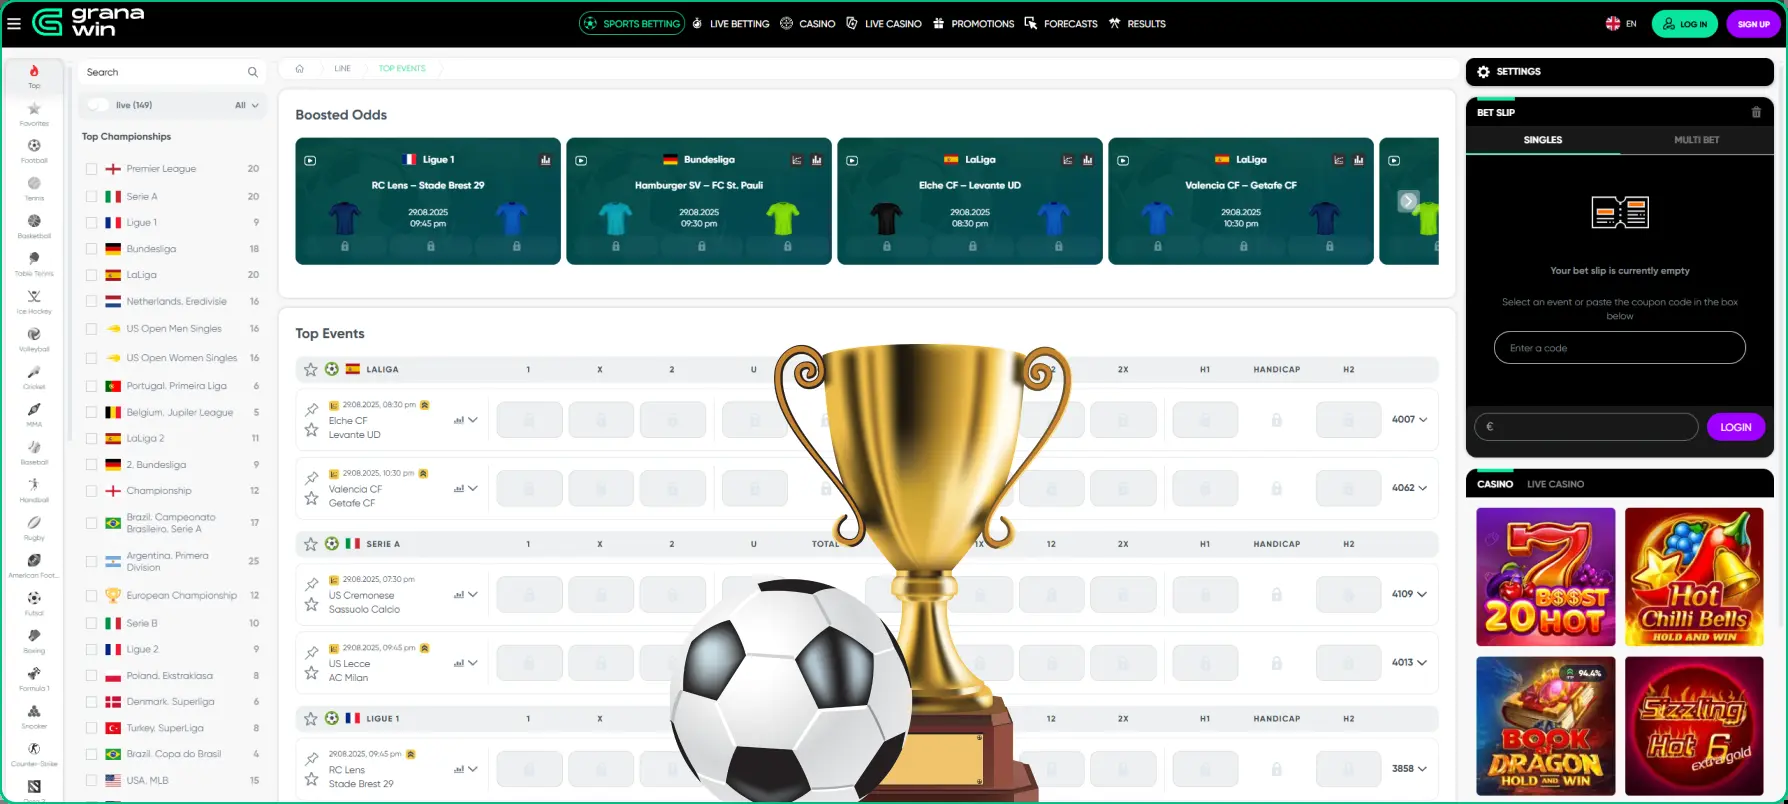 grana
win
SPORTS BETTING
LIVE BETTING
CASINO
LIVE CASINO
PROMOTIONS
FORECASTS
RESULTS
EN
LOG IN
SIGN UP
Top
Favorites
Football
Tennis
Basketball
Table Tennis
Ice Hockey
Volleyball
Cricket
MMA
Baseball
Handball
Rugby
American Foot...
Futsal
Boxing
Formula 1
Snooker
Counter-Strike
Search
live (149) All
Top Championships
Premier League 20
Serie A 20
Ligue 1 9
Bundesliga 18
LaLiga 20
Netherlands. Eredivisie 16
US Open Men Singles 16
US Open Women Singles 16
Portugal. Primeira Liga 6
Belgium. Jupiler League 5
LaLiga 2 11
2. Bundesliga 9
Championship 12
Brazil. Campeonato
Brasileiro. Serie A 17
Argentina. Primera
Division 25
European Championship 12
Serie B 10
Ligue 2 9
Poland. Ekstraklasa 8
Denmark. Superliga 6
Turkey. SuperLiga 8
Brazil. Copa do Brasil 4
USA. MLB 15
LINE
TOP EVENTS
Boosted Odds
Ligue 1
RC Lens – Stade Brest 29
29.08.2025
09:45 pm
Bundesliga
Hamburger SV – FC St. Pauli
29.08.2025
09:30 pm
LaLiga
Elche CF – Levante UD
29.08.2025
08:30 pm
LaLiga
Valencia CF – Getafe CF
29.08.2025
10:30 pm
Top Events
LALIGA 1 X 2 U 2 2X H1 HANDICAP H2
29.08.2025, 08:30 pm
Elche CF
Levante UD
4007
29.08.2025, 10:30 pm
Valencia CF
Getafe CF
4062
SERIE A 1 X 2 U TOTAL 1X 12 2X H1 HANDICAP H2
29.08.2025, 07:30 pm
US Cremonese
Sassuolo Calcio
4109
29.08.2025, 09:45 pm
US Lecce
AC Milan
4013
LIGUE 1 1 X 12 2X H1 HANDICAP H2
29.08.2025, 09:45 pm
RC Lens
Stade Brest 29
3858
SETTINGS
BET SLIP
SINGLES
MULTI BET
Your bet slip is currently empty
Select an event or paste the coupon code in the box
below
Enter a code
€
LOGIN
CASINO
LIVE CASINO
7
20 BOOST
HOT
Hot
Chilli Bells
HOLD AND WIN
94.4%
BOOK OF
DRAGON
HOLD AND WIN
Sizzling
Hot 6
extra gold